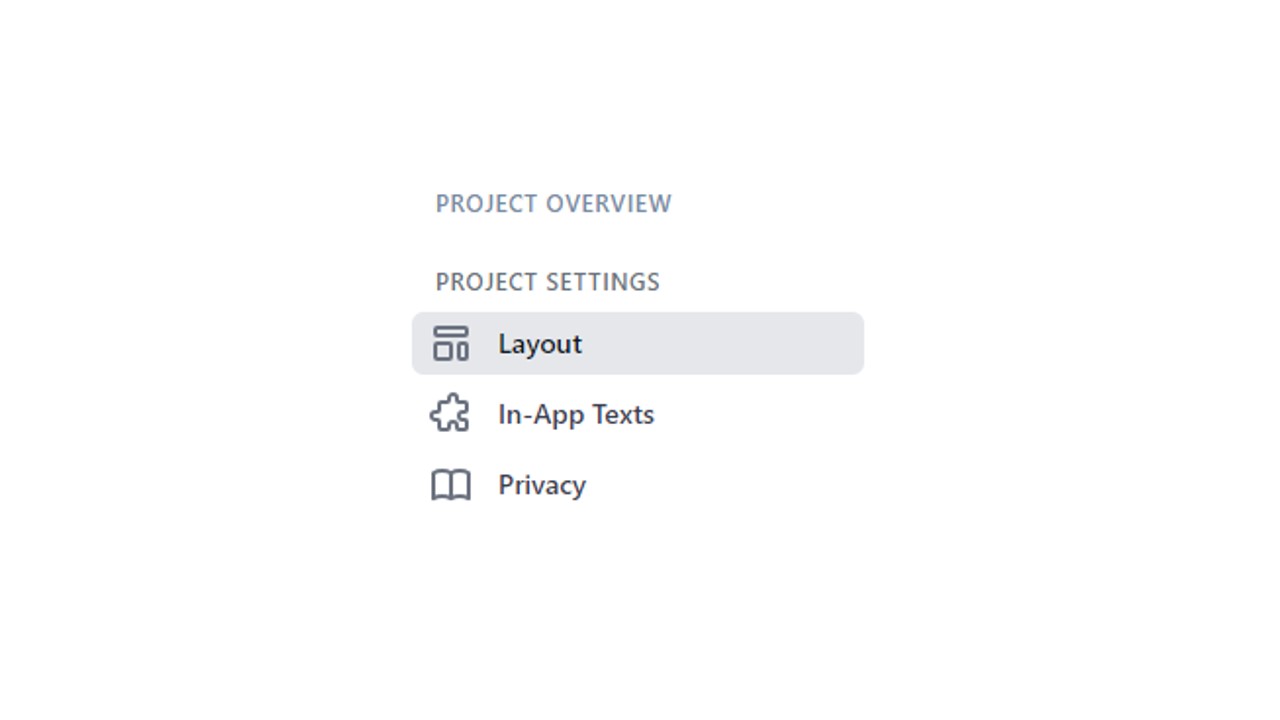 PROJECT OVERVIEW
PROJECT SETTINGS
Layout
In-App Texts
Privacy